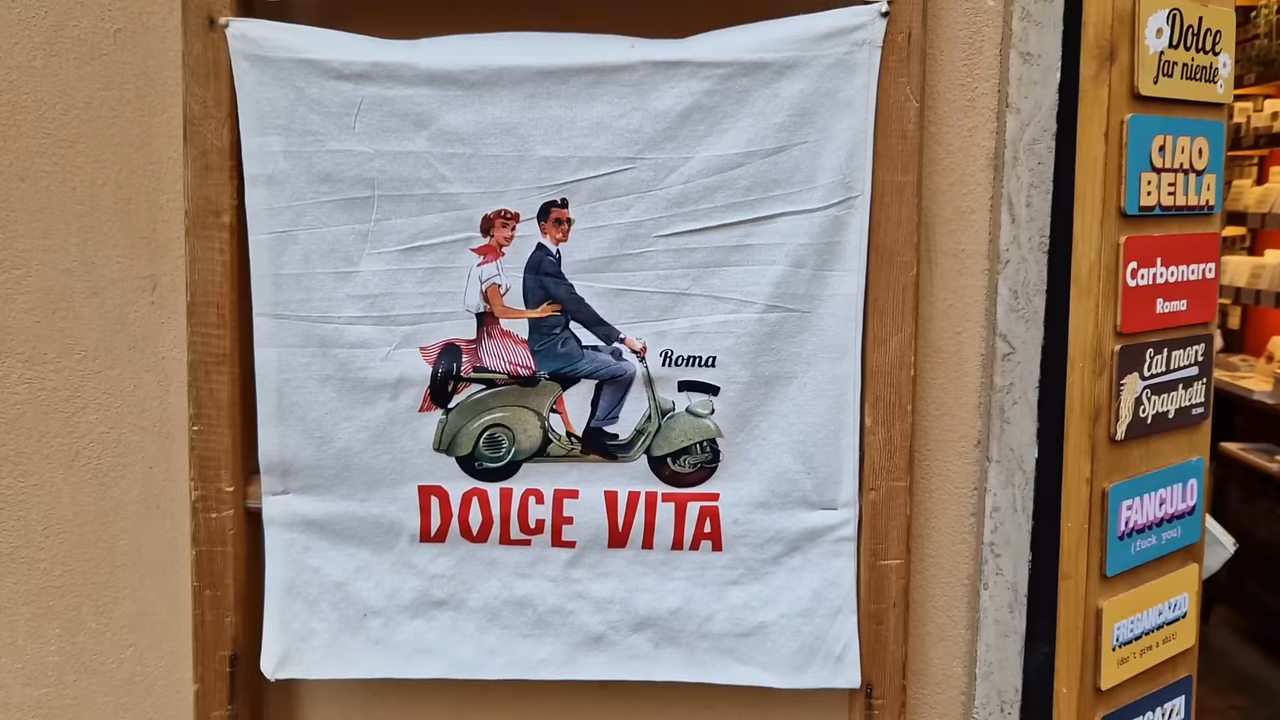 Roma
DOLCE VITA
Dolce
far niente
CIAO
BELLA
Carbonara
Roma
Eat more
Spaghetti
ROMA
FANCULO
(fuck you)
FREGANCAZZO
(don't give a shit)